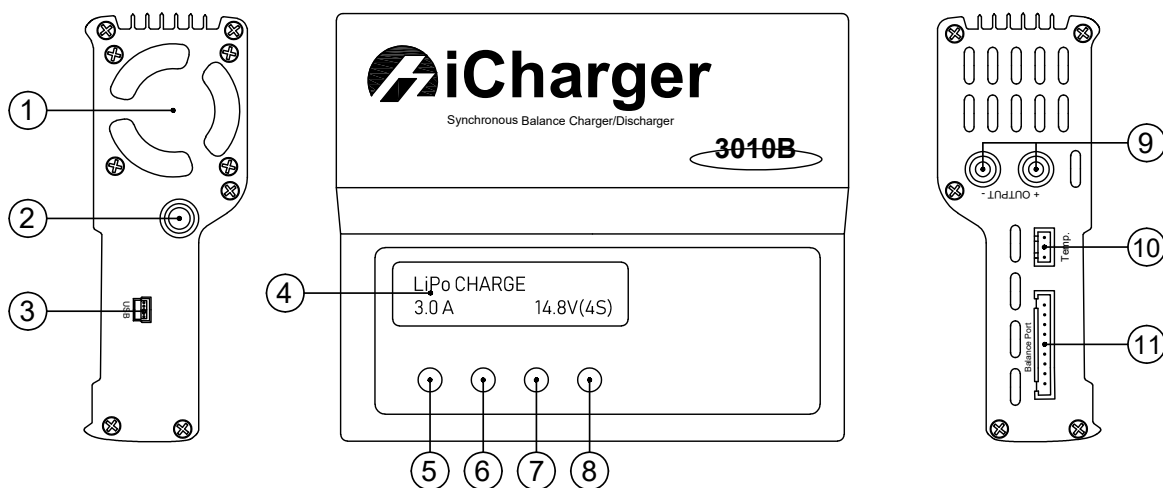 iCharger
Synchronous Balance Charger/Discharger
3010B
LiPo CHARGE
3.0 A 14.8V(4S)
1
2
USB
3
4
5
6
7
8
9
+ OUTPUT -
10
Temp.
11
Balance Port